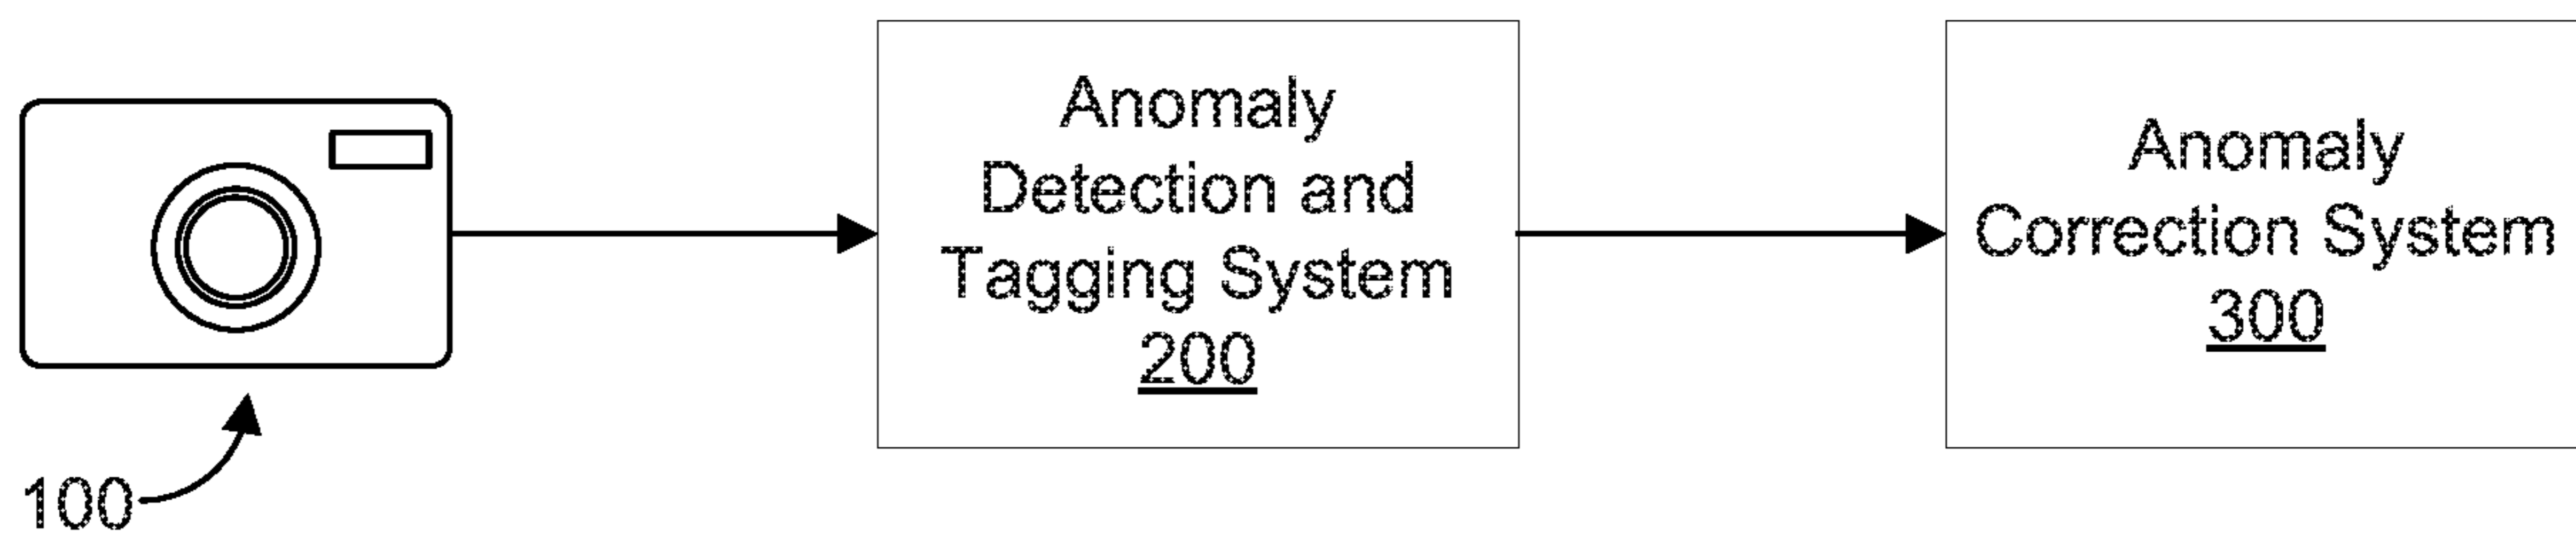 Anomaly
Detection and
Tagging System
200
Anomaly
Correction System
300
100